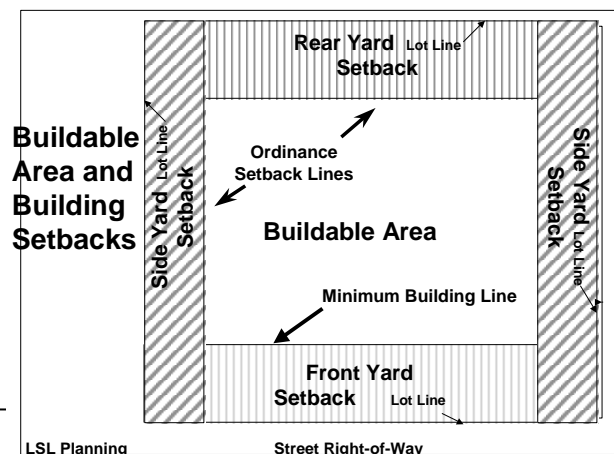 Rear Yard Lot Line
Setback
Buildable
Area and
Building
Setbacks
Side Yard Lot Line
Setback
Ordinance
Setback Lines
Buildable Area
Side Yard Lot Line
Setback
Minimum Building Line
Front Yard
Setback Lot Line
LSL Planning
Street Right-of-Way